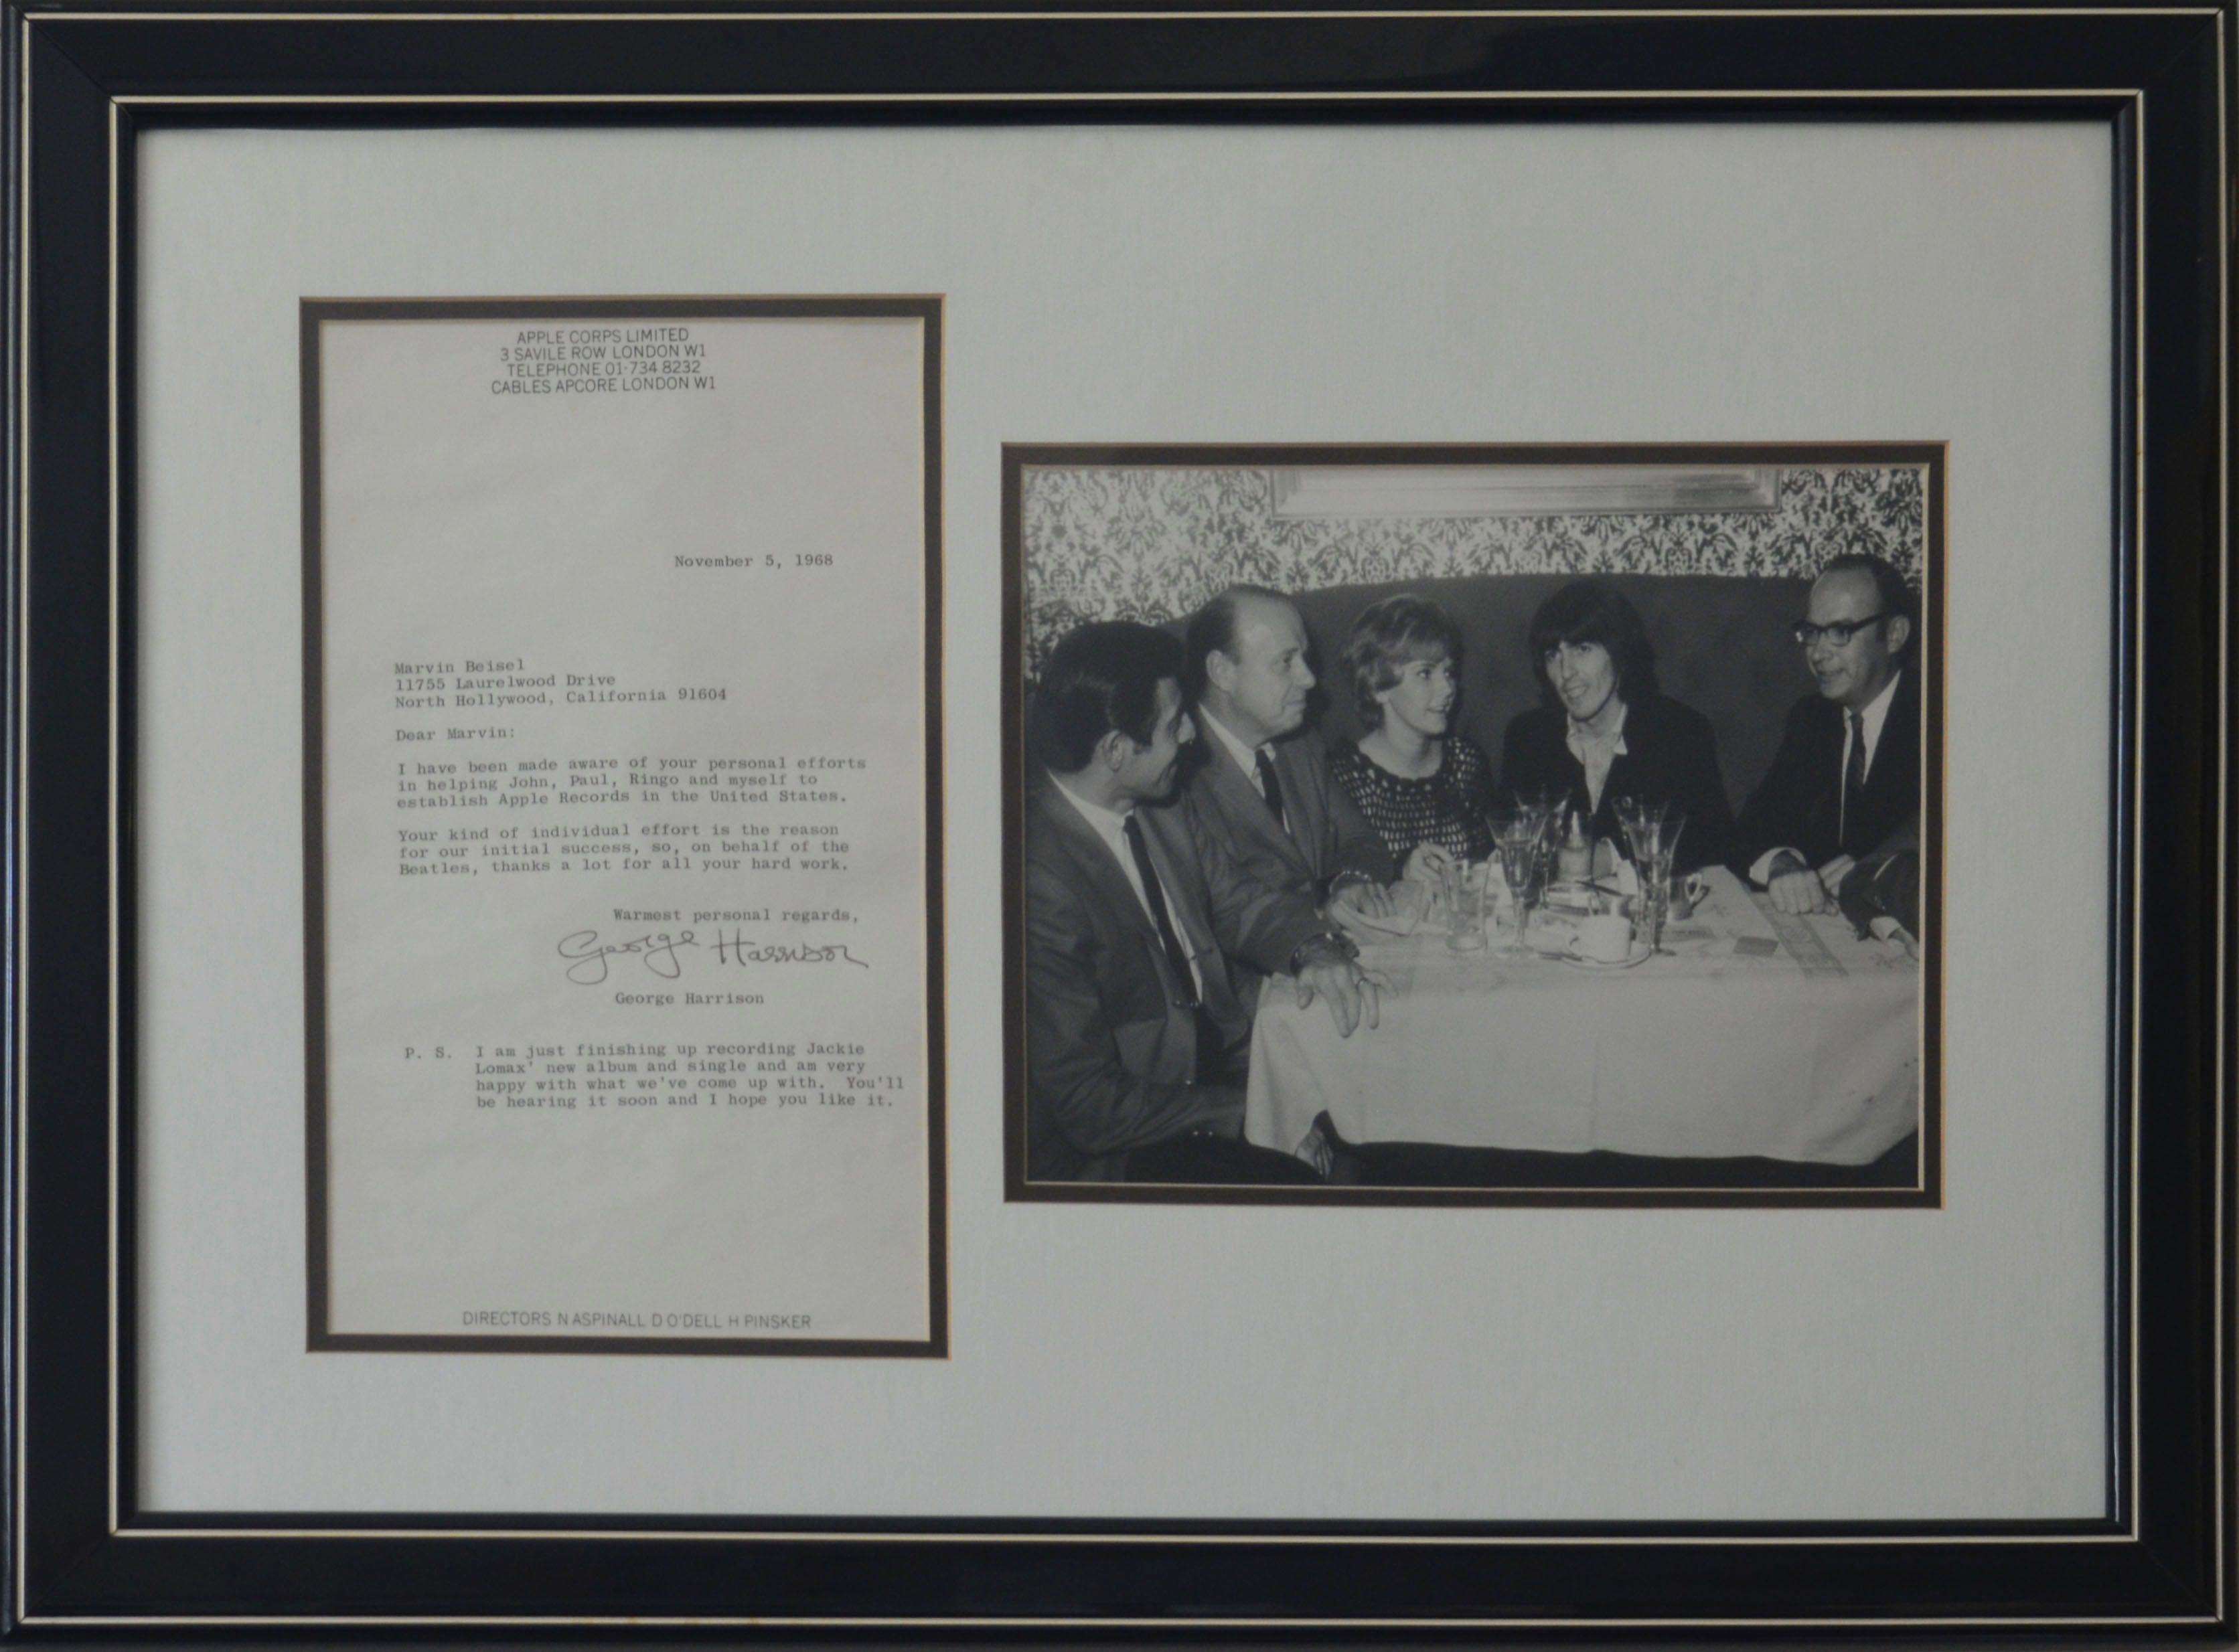 APPLE CORPS LIMITED
3 SAVILE ROW LONDON W1
TELEPHONE 01-734 8232
CABLES APCORE LONDON W1
November 5, 1968
Marvin Beisel
11755 Laurelwood Drive
North Hollywood, California 91604
Dear Marvin:
I have been made aware of your personal efforts
in helping John, Paul, Ringo and myself to
establish Apple Records in the United States.
Your kind of individual effort is the reason
for our initial success, so, on behalf of the
Beatles, thanks a lot for all your hard work.
Warmest personal regards,
George Harrison
George Harrison
P. S. I am just finishing up recording Jackie
Lomax' new album and single and am very
happy with what we've come up with. You'll
be hearing it soon and I hope you like it.
DIRECTORS N ASPINALL D O'DELL H PINSKER